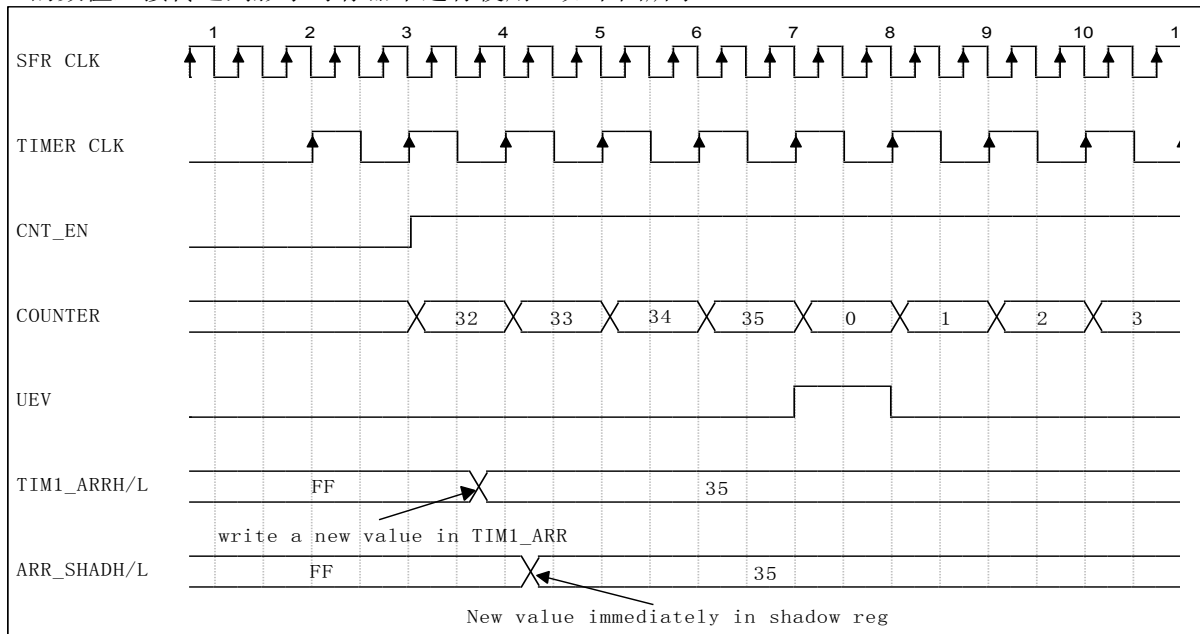 1 2 3 4 5 6 7 8 9 10 1
SFR CLK
TIMER CLK
CNT_EN
COUNTER 32 33 34 35 0 1 2 3
UEV
TIM1_ARRH/L FF 35
write a new value in TIM1_ARR
ARR_SHADH/L FF 35
New value immediately in shadow reg